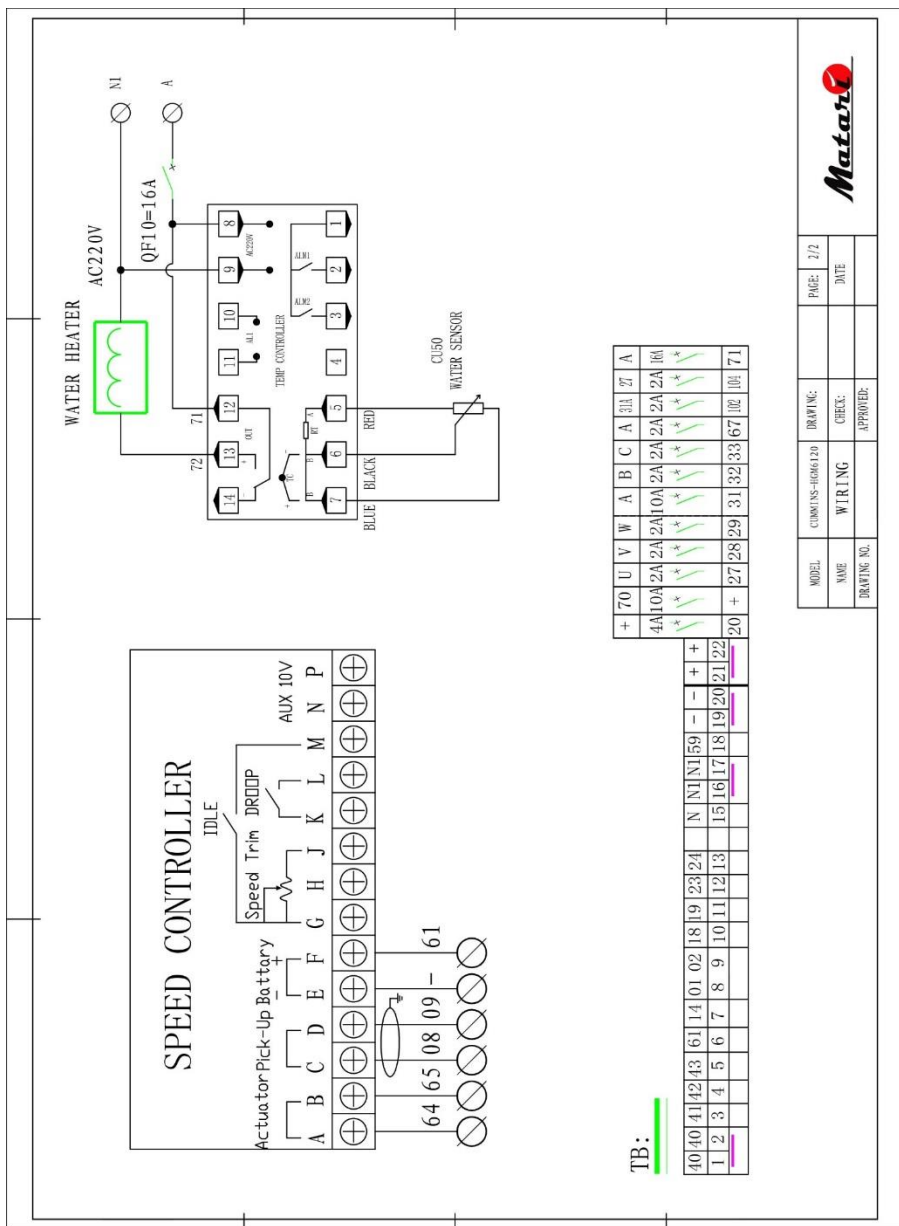 SPEED CONTROLLER
IDLE
Speed Trim DROOP
AUX 10V
Actuator Pick-Up Battary
- +
A B C D E F G H J K L M N P
64 65 08 09 - 61
WATER HEATER
AC220V
N1
QF10=16A
A
72 71
14 13 12 11 10 9 8
- + OUT AL1 AC220V
TEMP CONTROLLER
ALM2 ALM1
+ TC -
B B RT A
7 6 5 4 3 2 1
BLUE BLACK RED
CU50
WATER SENSOR
TB:
40 40 41 42 43 61 14 01 02 18 19 23 24 N N1 N1 59 - - + +
1 2 3 4 5 6 7 8 9 10 11 12 13 15 16 17 18 19 20 21 22
+ 70 U V W A B C A 31A 27 A
4A 10A 2A 2A 2A 10A 2A 2A 2A 2A 2A 16A
20 + 27 28 29 31 32 33 67 102 104 71
MODEL CUMMINS-HGM6120 DRAWING: PAGE: 2/2
NAME WIRING CHECK: DATE
DRAWING NO. APPROVED:
Matari